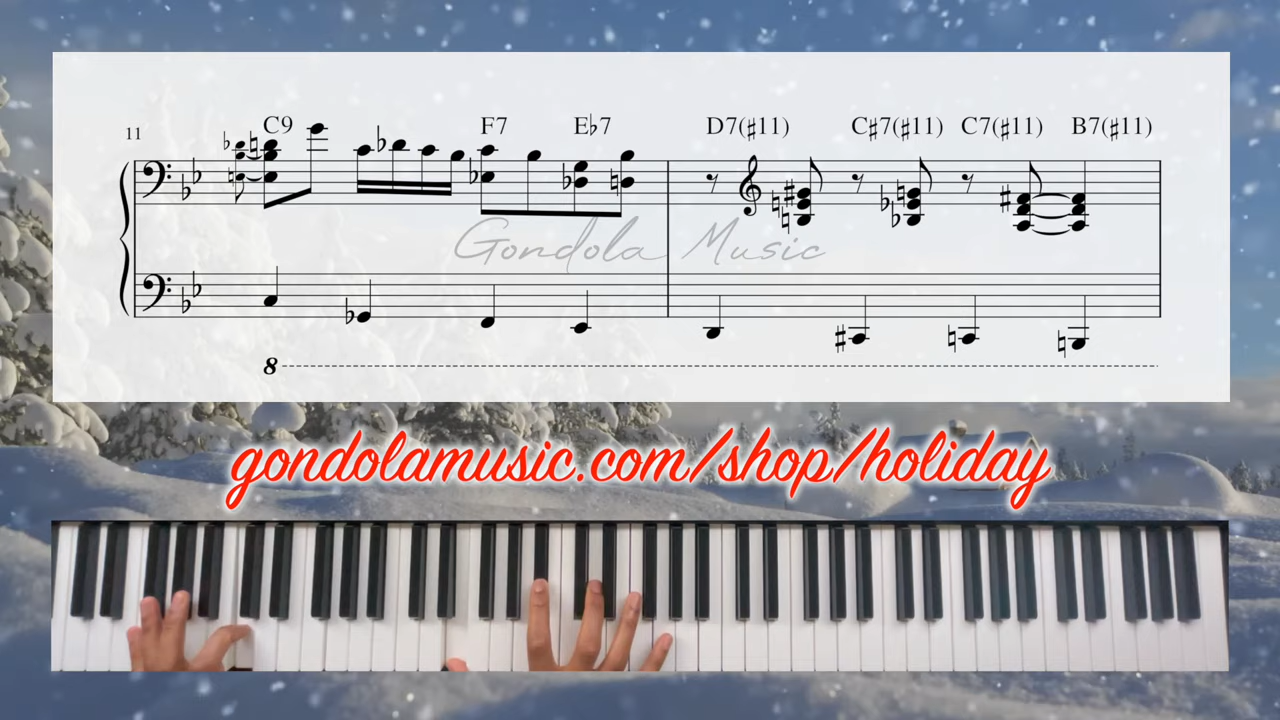 11 C9 F7 E♭7 D7(♯11) C♯7(♯11) C7(♯11) B7(♯11)
Gondola Music
8
gondolamusic.com/shop/holiday